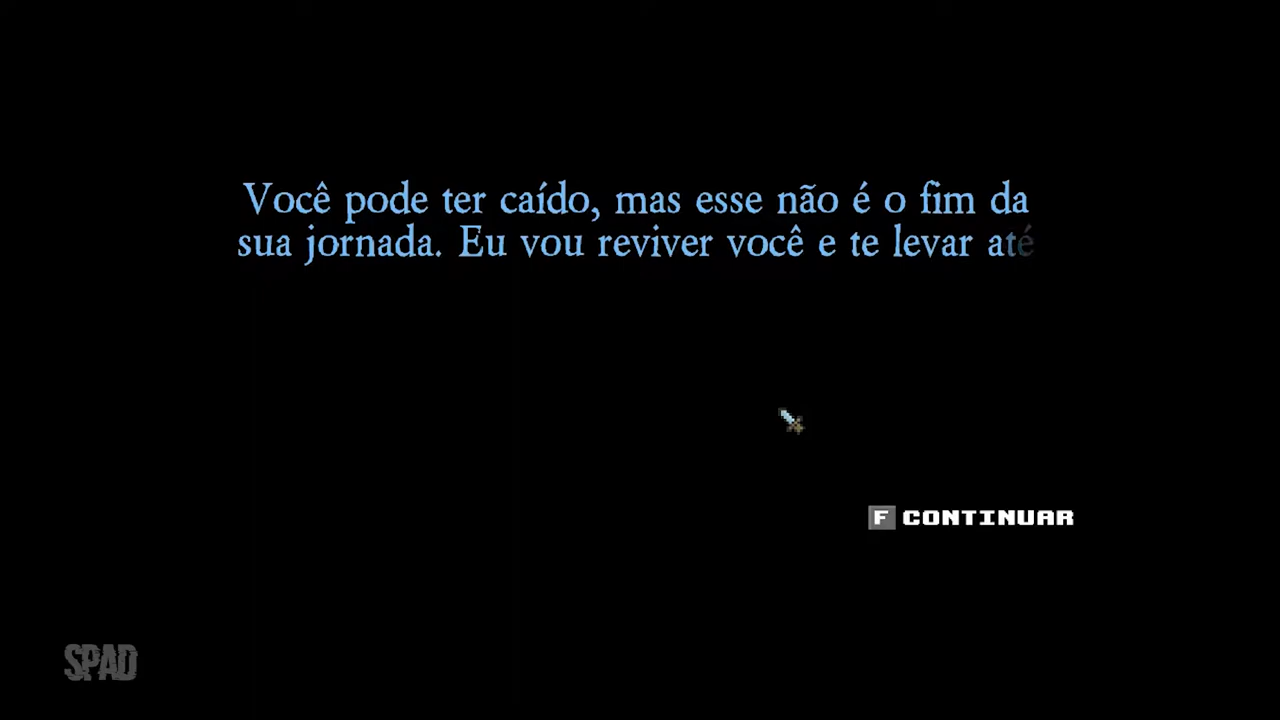 Você pode ter caído, mas esse não é o fim da
sua jornada. Eu vou reviver você e te levar até
F CONTINUAR
SPAD